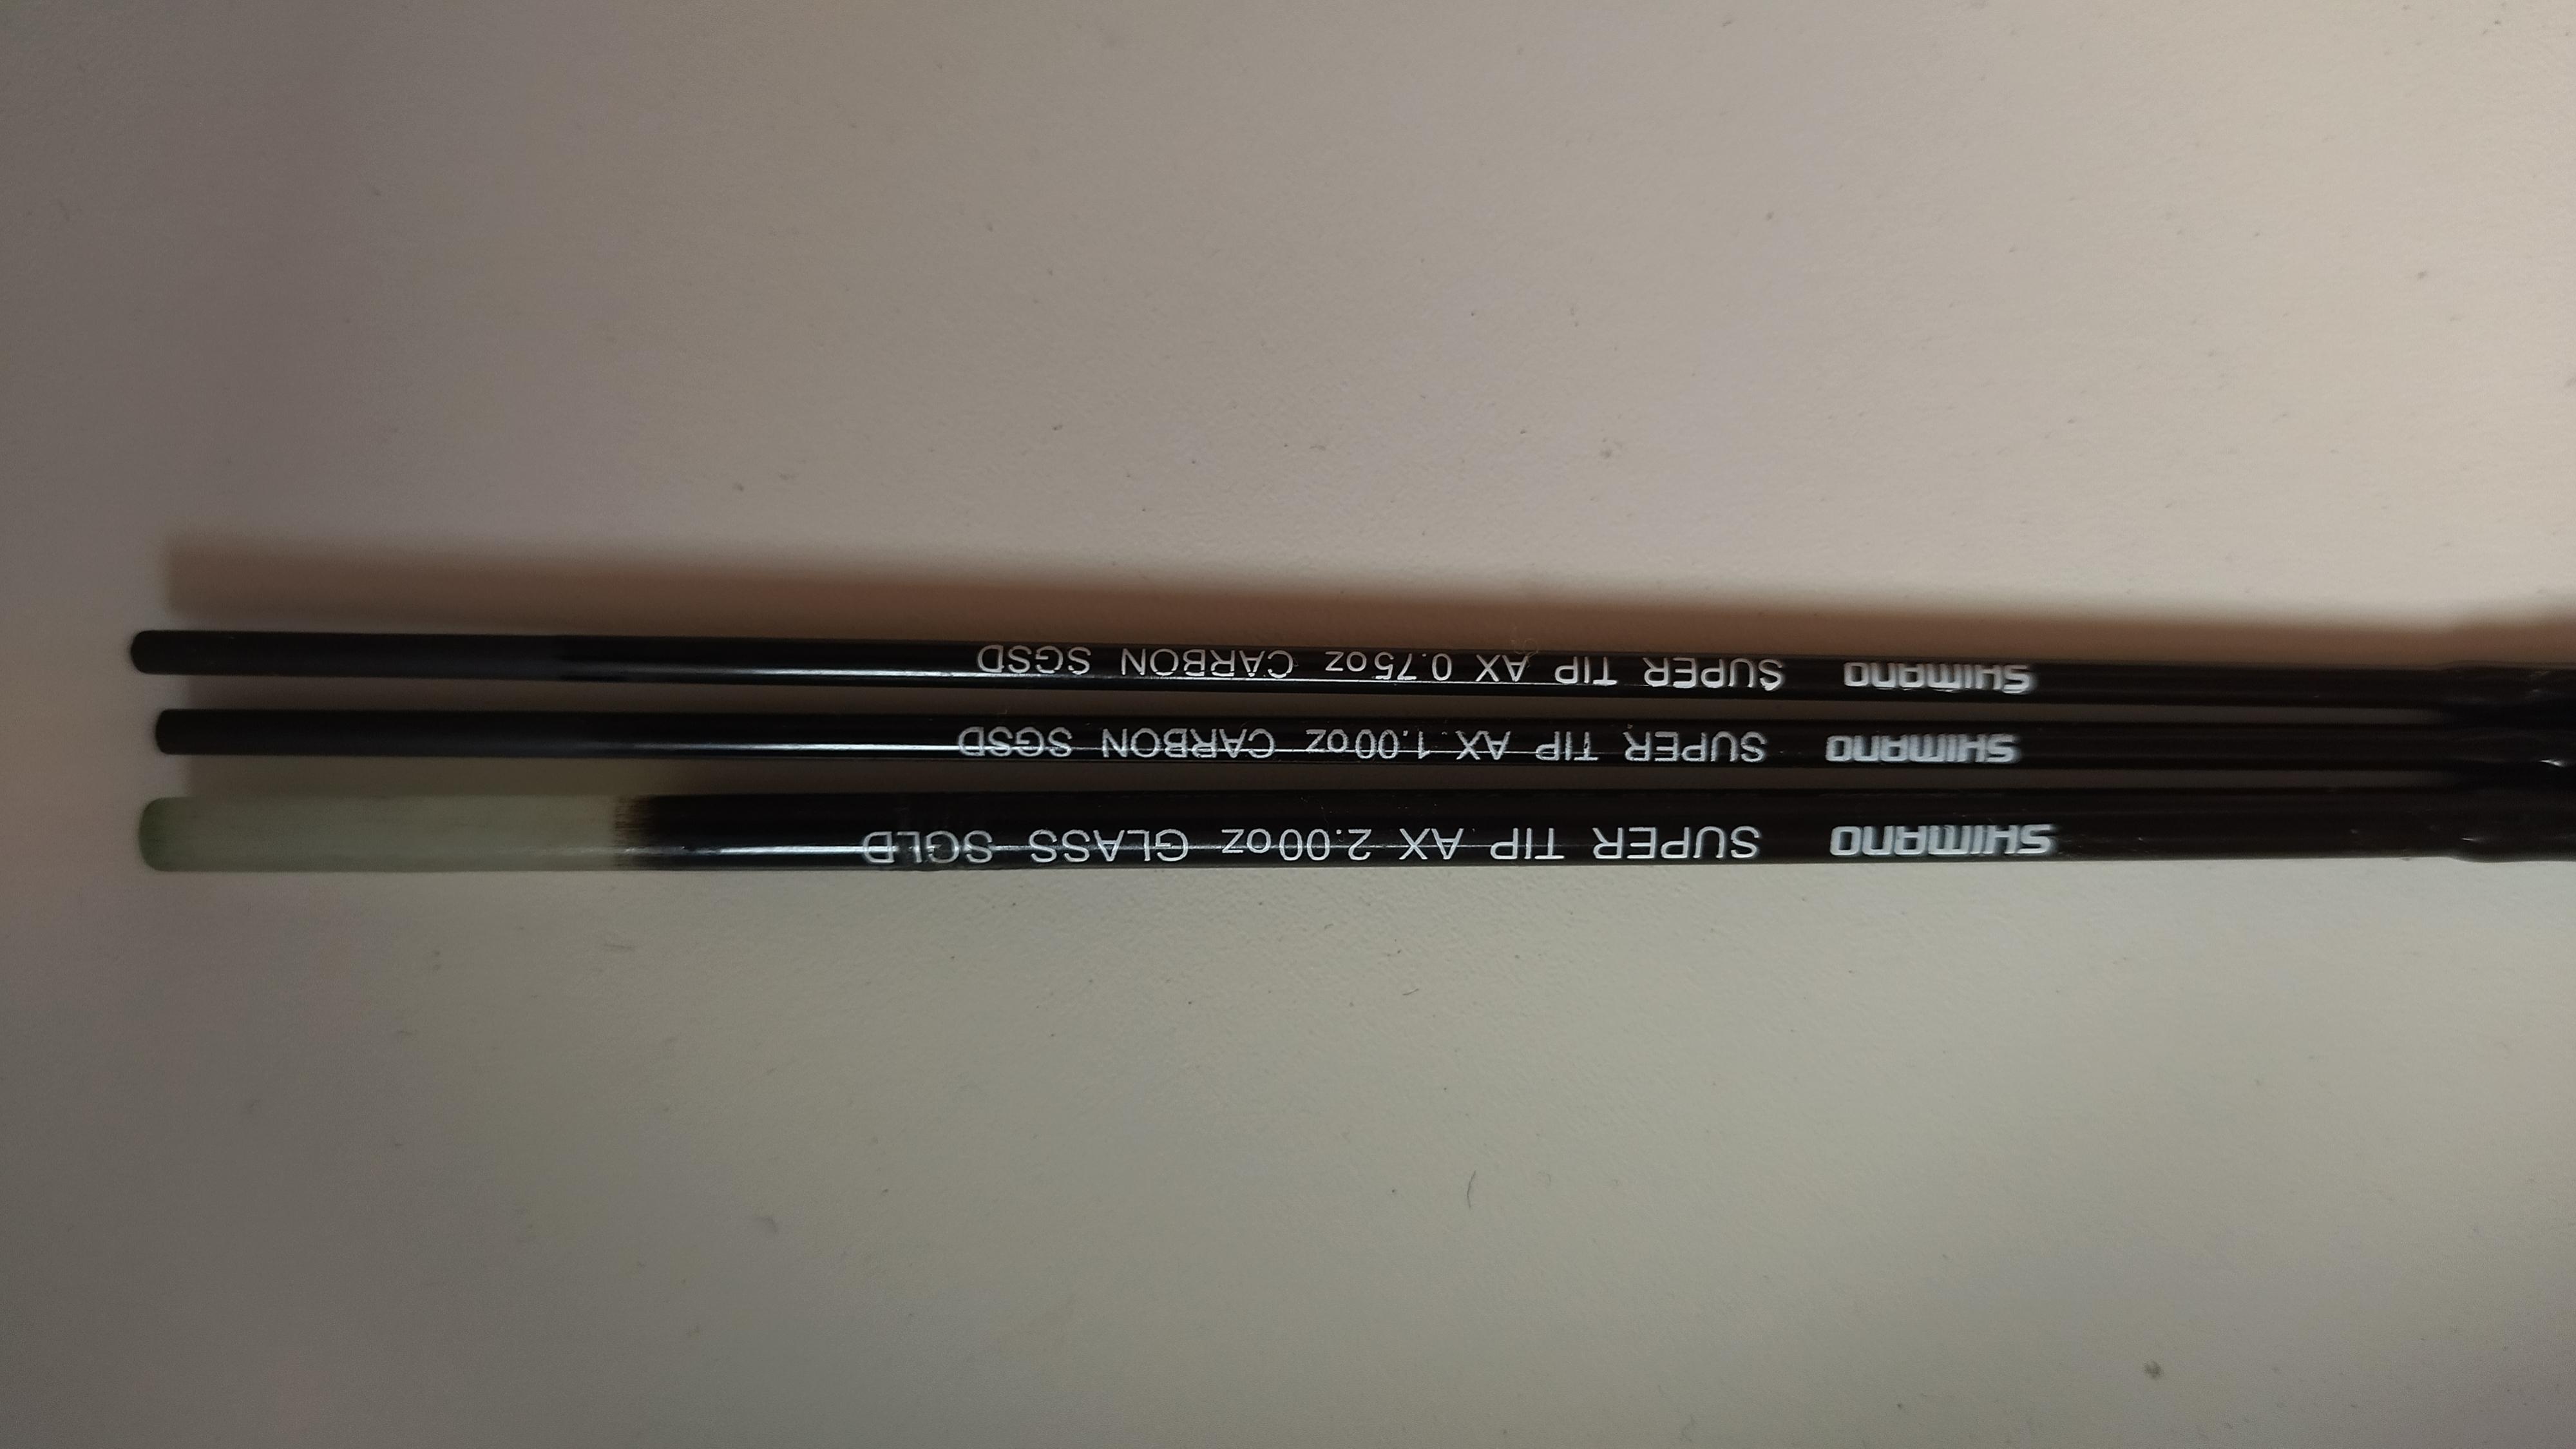 SHIMANO SUPER TIP AX 2.00oz GLASS SGLD
SHIMANO SUPER TIP AX 1.00oz CARBON SGSD
SHIMANO SUPER TIP AX 0.75oz CARBON SGSD